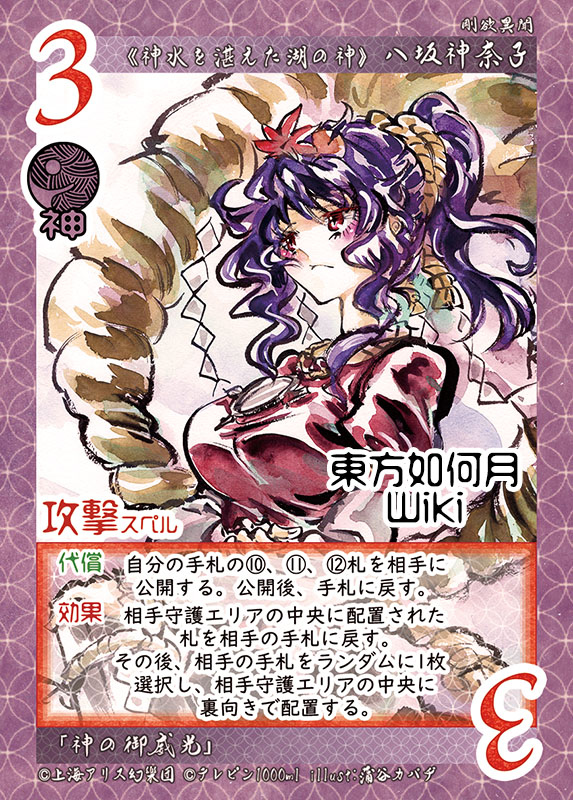 剛欲異聞
3
《神水を湛えた湖の神》 八坂神奈子
神
東方如何月
Wiki
攻撃スペル
代償 自分の手札の⑩、⑪、⑫札を相手に
公開する。公開後、手札に戻す。
効果 相手守護エリアの中央に配置された
札を相手の手札に戻す。
その後、相手の手札をランダムに1枚
選択し、相手守護エリアの中央に
裏向きで配置する。
3
「神の御威光」
©上海アリス幻樂団 ©テレピン1000ml illust:蒲谷カバヂ